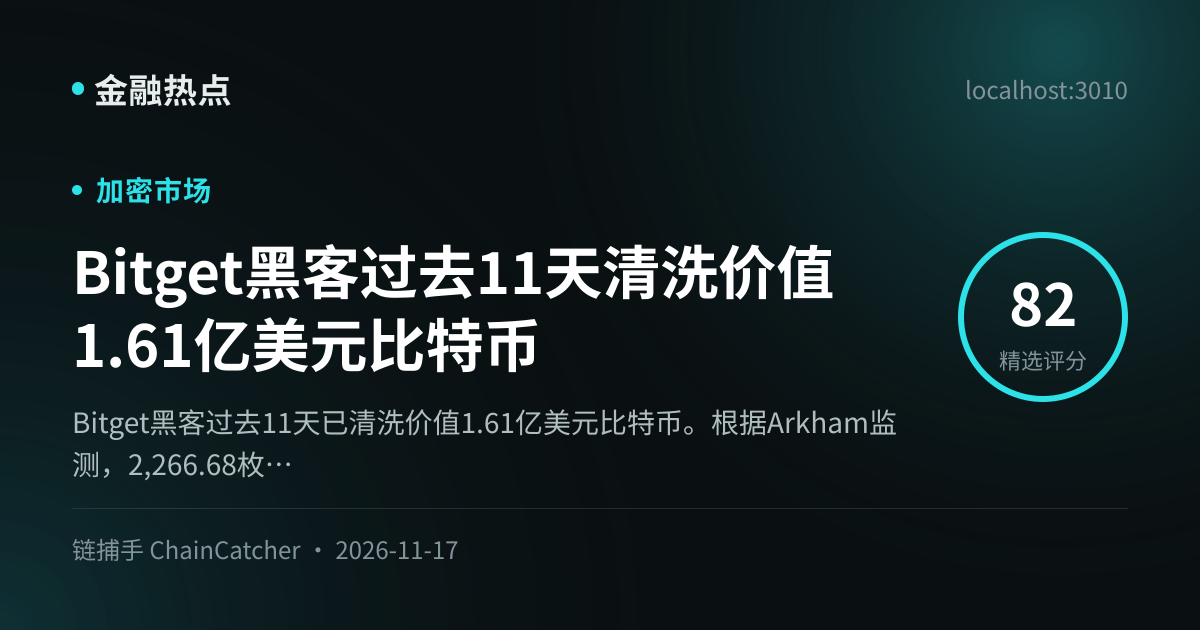 金融热点
localhost:3010
加密市场
Bitget黑客过去11天清洗价值
1.61亿美元比特币
82
精选评分
Bitget黑客过去11天已清洗价值1.61亿美元比特币。根据Arkham监
测，2,266.68枚…
链捕手 ChainCatcher · 2026-11-17